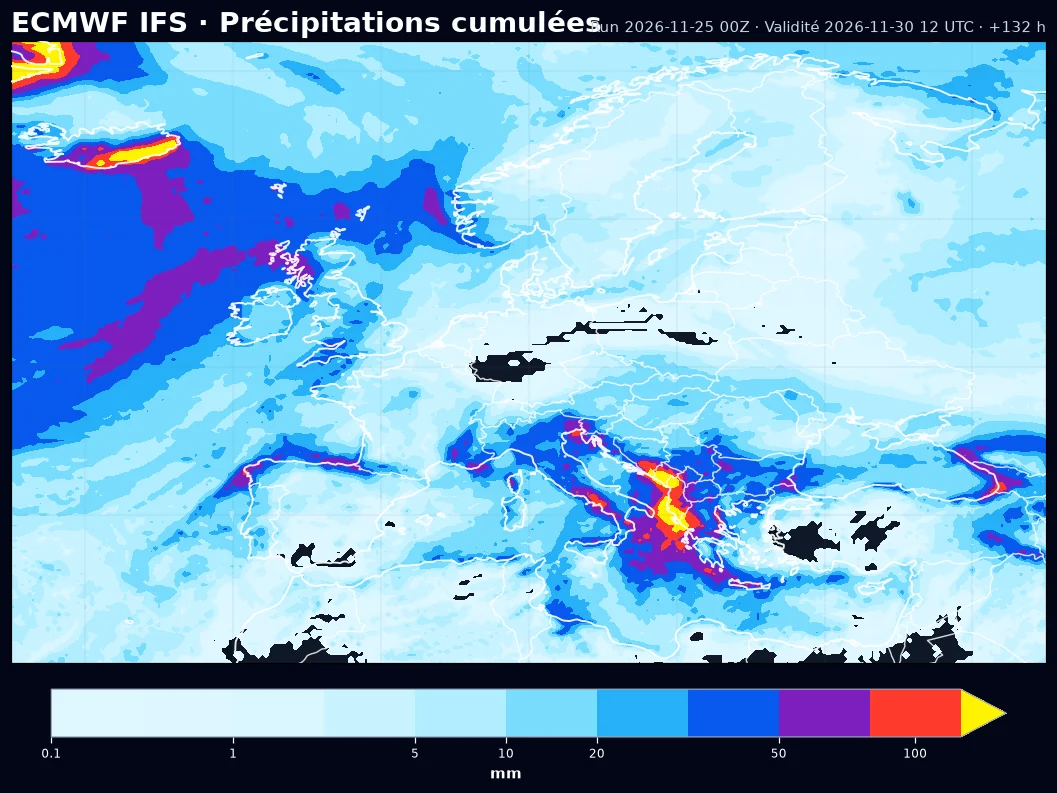 ECMWF IFS · Précipitations cumulées
Run 2026-11-25 00Z · Validité 2026-11-30 12 UTC · +132 h
0.1 1 5 10 20 50 100
mm